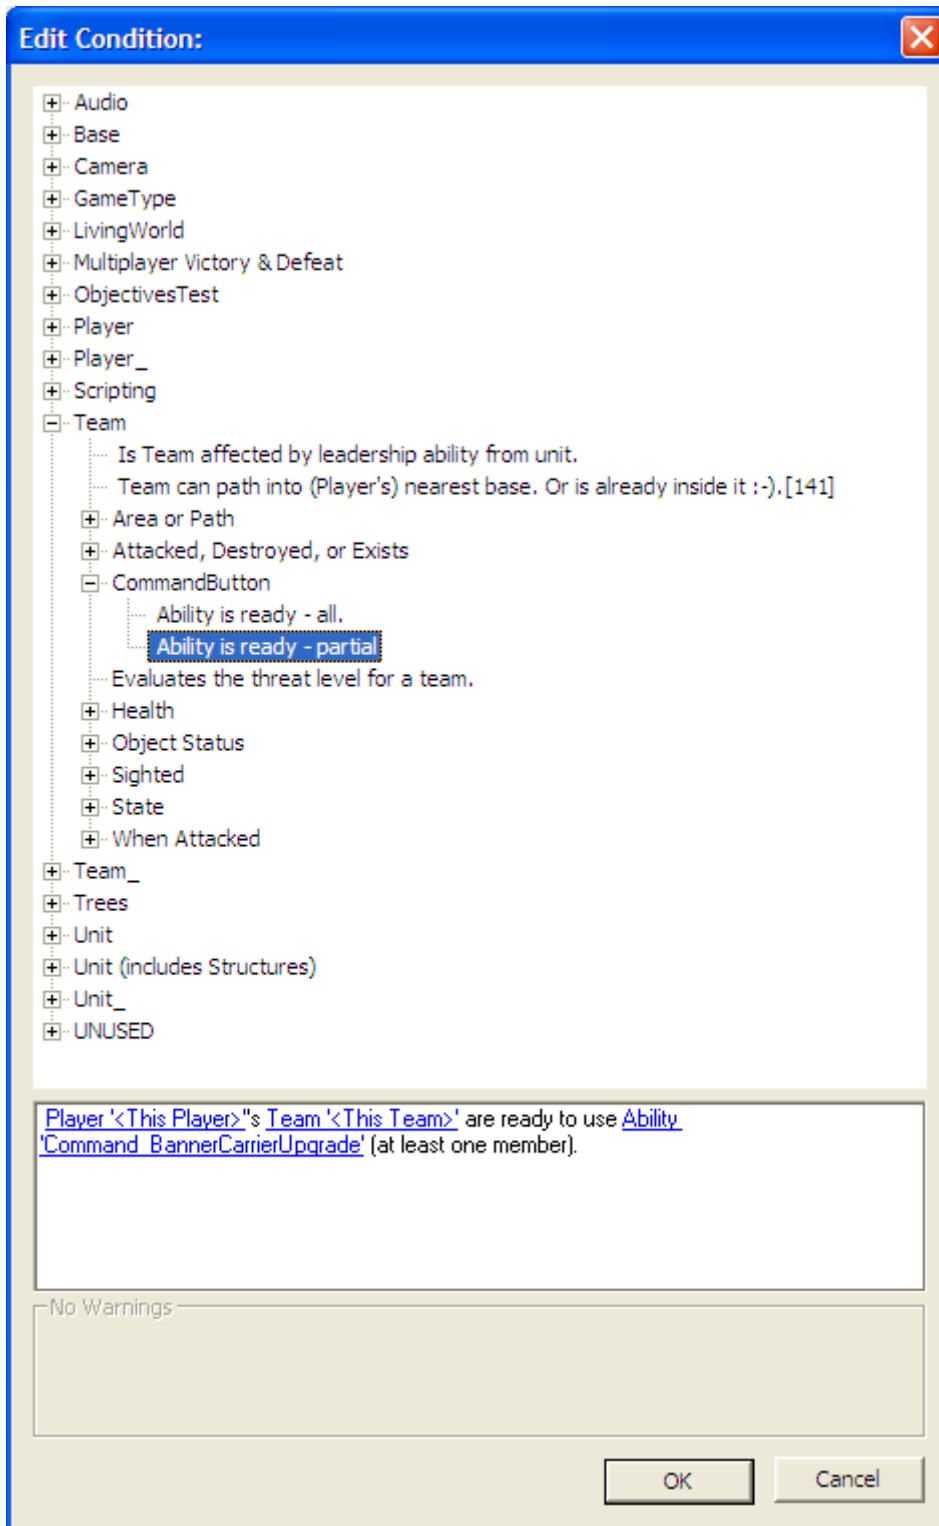 Edit Condition:
Audio
Base
Camera
GameType
LivingWorld
Multiplayer Victory & Defeat
ObjectivesTest
Player
Player_
Scripting
Team
Is Team affected by leadership ability from unit.
Team can path into (Player's) nearest base. Or is already inside it :-).[141]
Area or Path
Attacked, Destroyed, or Exists
CommandButton
Ability is ready - all.
Ability is ready - partial
Evaluates the threat level for a team.
Health
Object Status
Sighted
State
When Attacked
Team_
Trees
Unit
Unit (includes Structures)
Unit_
UNUSED
Player '<This Player>''s Team '<This Team>' are ready to use Ability
'Command_BannerCarrierUpgrade' (at least one member).
No Warnings
OK
Cancel